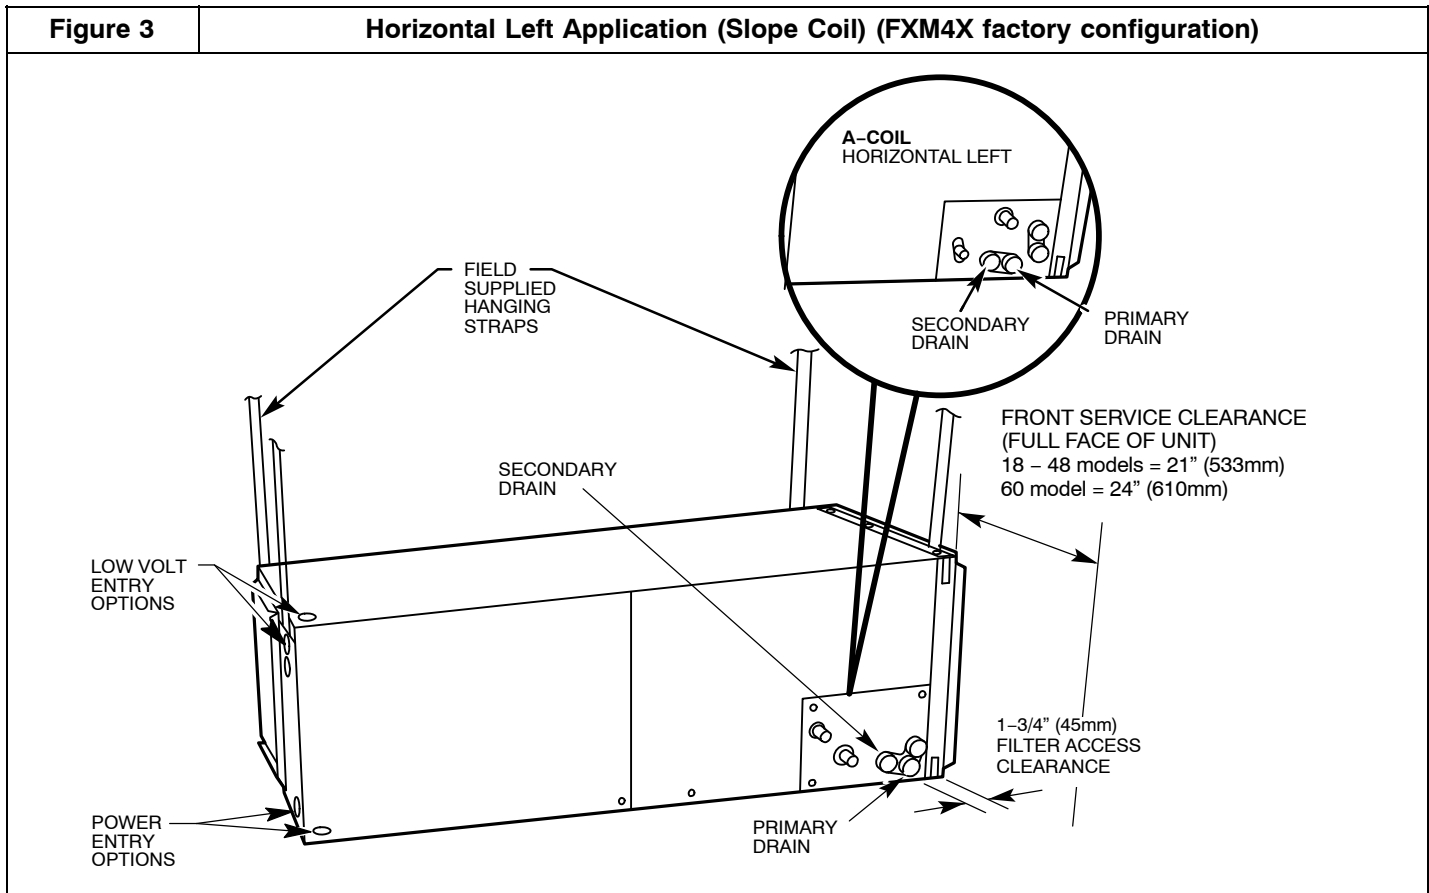 Figure 3
Horizontal Left Application (Slope Coil) (FXM4X factory configuration)
A−COIL
HORIZONTAL LEFT
SECONDARY
DRAIN
PRIMARY
DRAIN
FIELD
SUPPLIED
HANGING
STRAPS
FRONT SERVICE CLEARANCE
(FULL FACE OF UNIT)
18 − 48 models = 21” (533mm)
60 model = 24” (610mm)
SECONDARY
DRAIN
LOW VOLT
ENTRY
OPTIONS
1−3/4” (45mm)
FILTER ACCESS
CLEARANCE
POWER
ENTRY
OPTIONS
PRIMARY
DRAIN